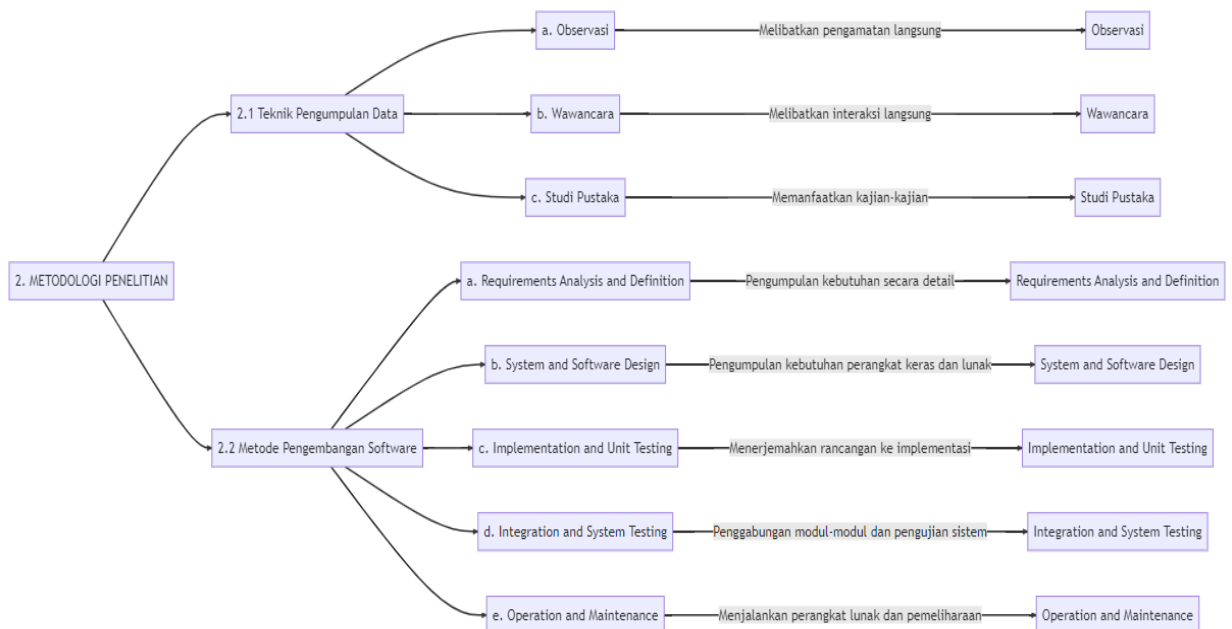 a. Observasi Melibatkan pengamatan langsung Observasi
2.1 Teknik Pengumpulan Data b. Wawancara Melibatkan interaksi langsung Wawancara
c. Studi Pustaka Memanfaatkan kajian-kajian Studi Pustaka
2. METODOLOGI PENELITIAN a. Requirements Analysis and Definition Pengumpulan kebutuhan secara detail Requirements Analysis and Definition
b. System and Software Design Pengumpulan kebutuhan perangkat keras dan lunak System and Software Design
2.2 Metode Pengembangan Software c. Implementation and Unit Testing Menerjemahkan rancangan ke implementasi Implementation and Unit Testing
d. Integration and System Testing Penggabungan modul-modul dan pengujian sistem Integration and System Testing
e. Operation and Maintenance Menjalankan perangkat lunak dan pemeliharaan Operation and Maintenance